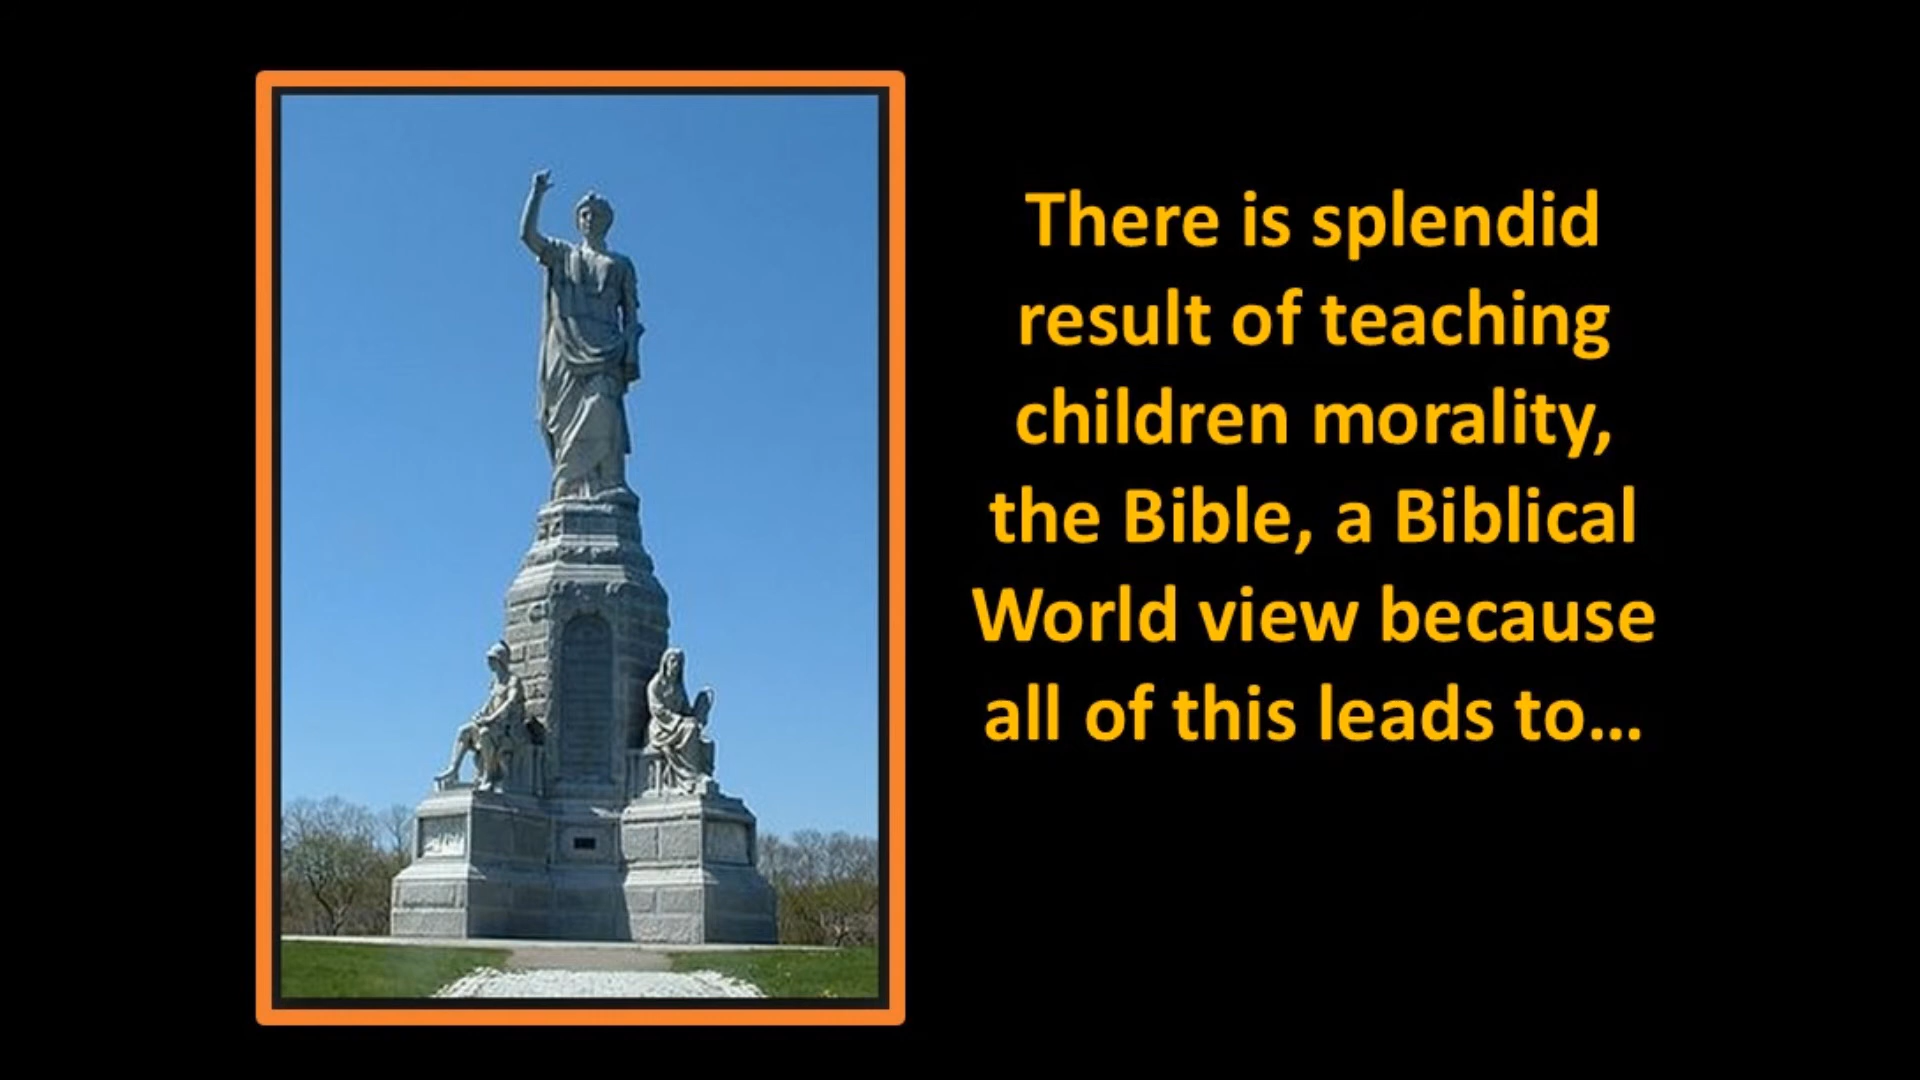 There is splendid
result of teaching
children morality,
the Bible, a Biblical
World view because
all of this leads to...